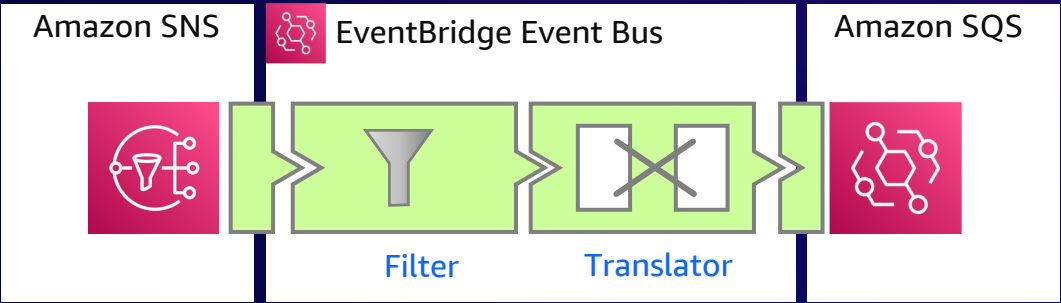 Amazon SNS
EventBridge Event Bus
Amazon SQS
Filter
Translator